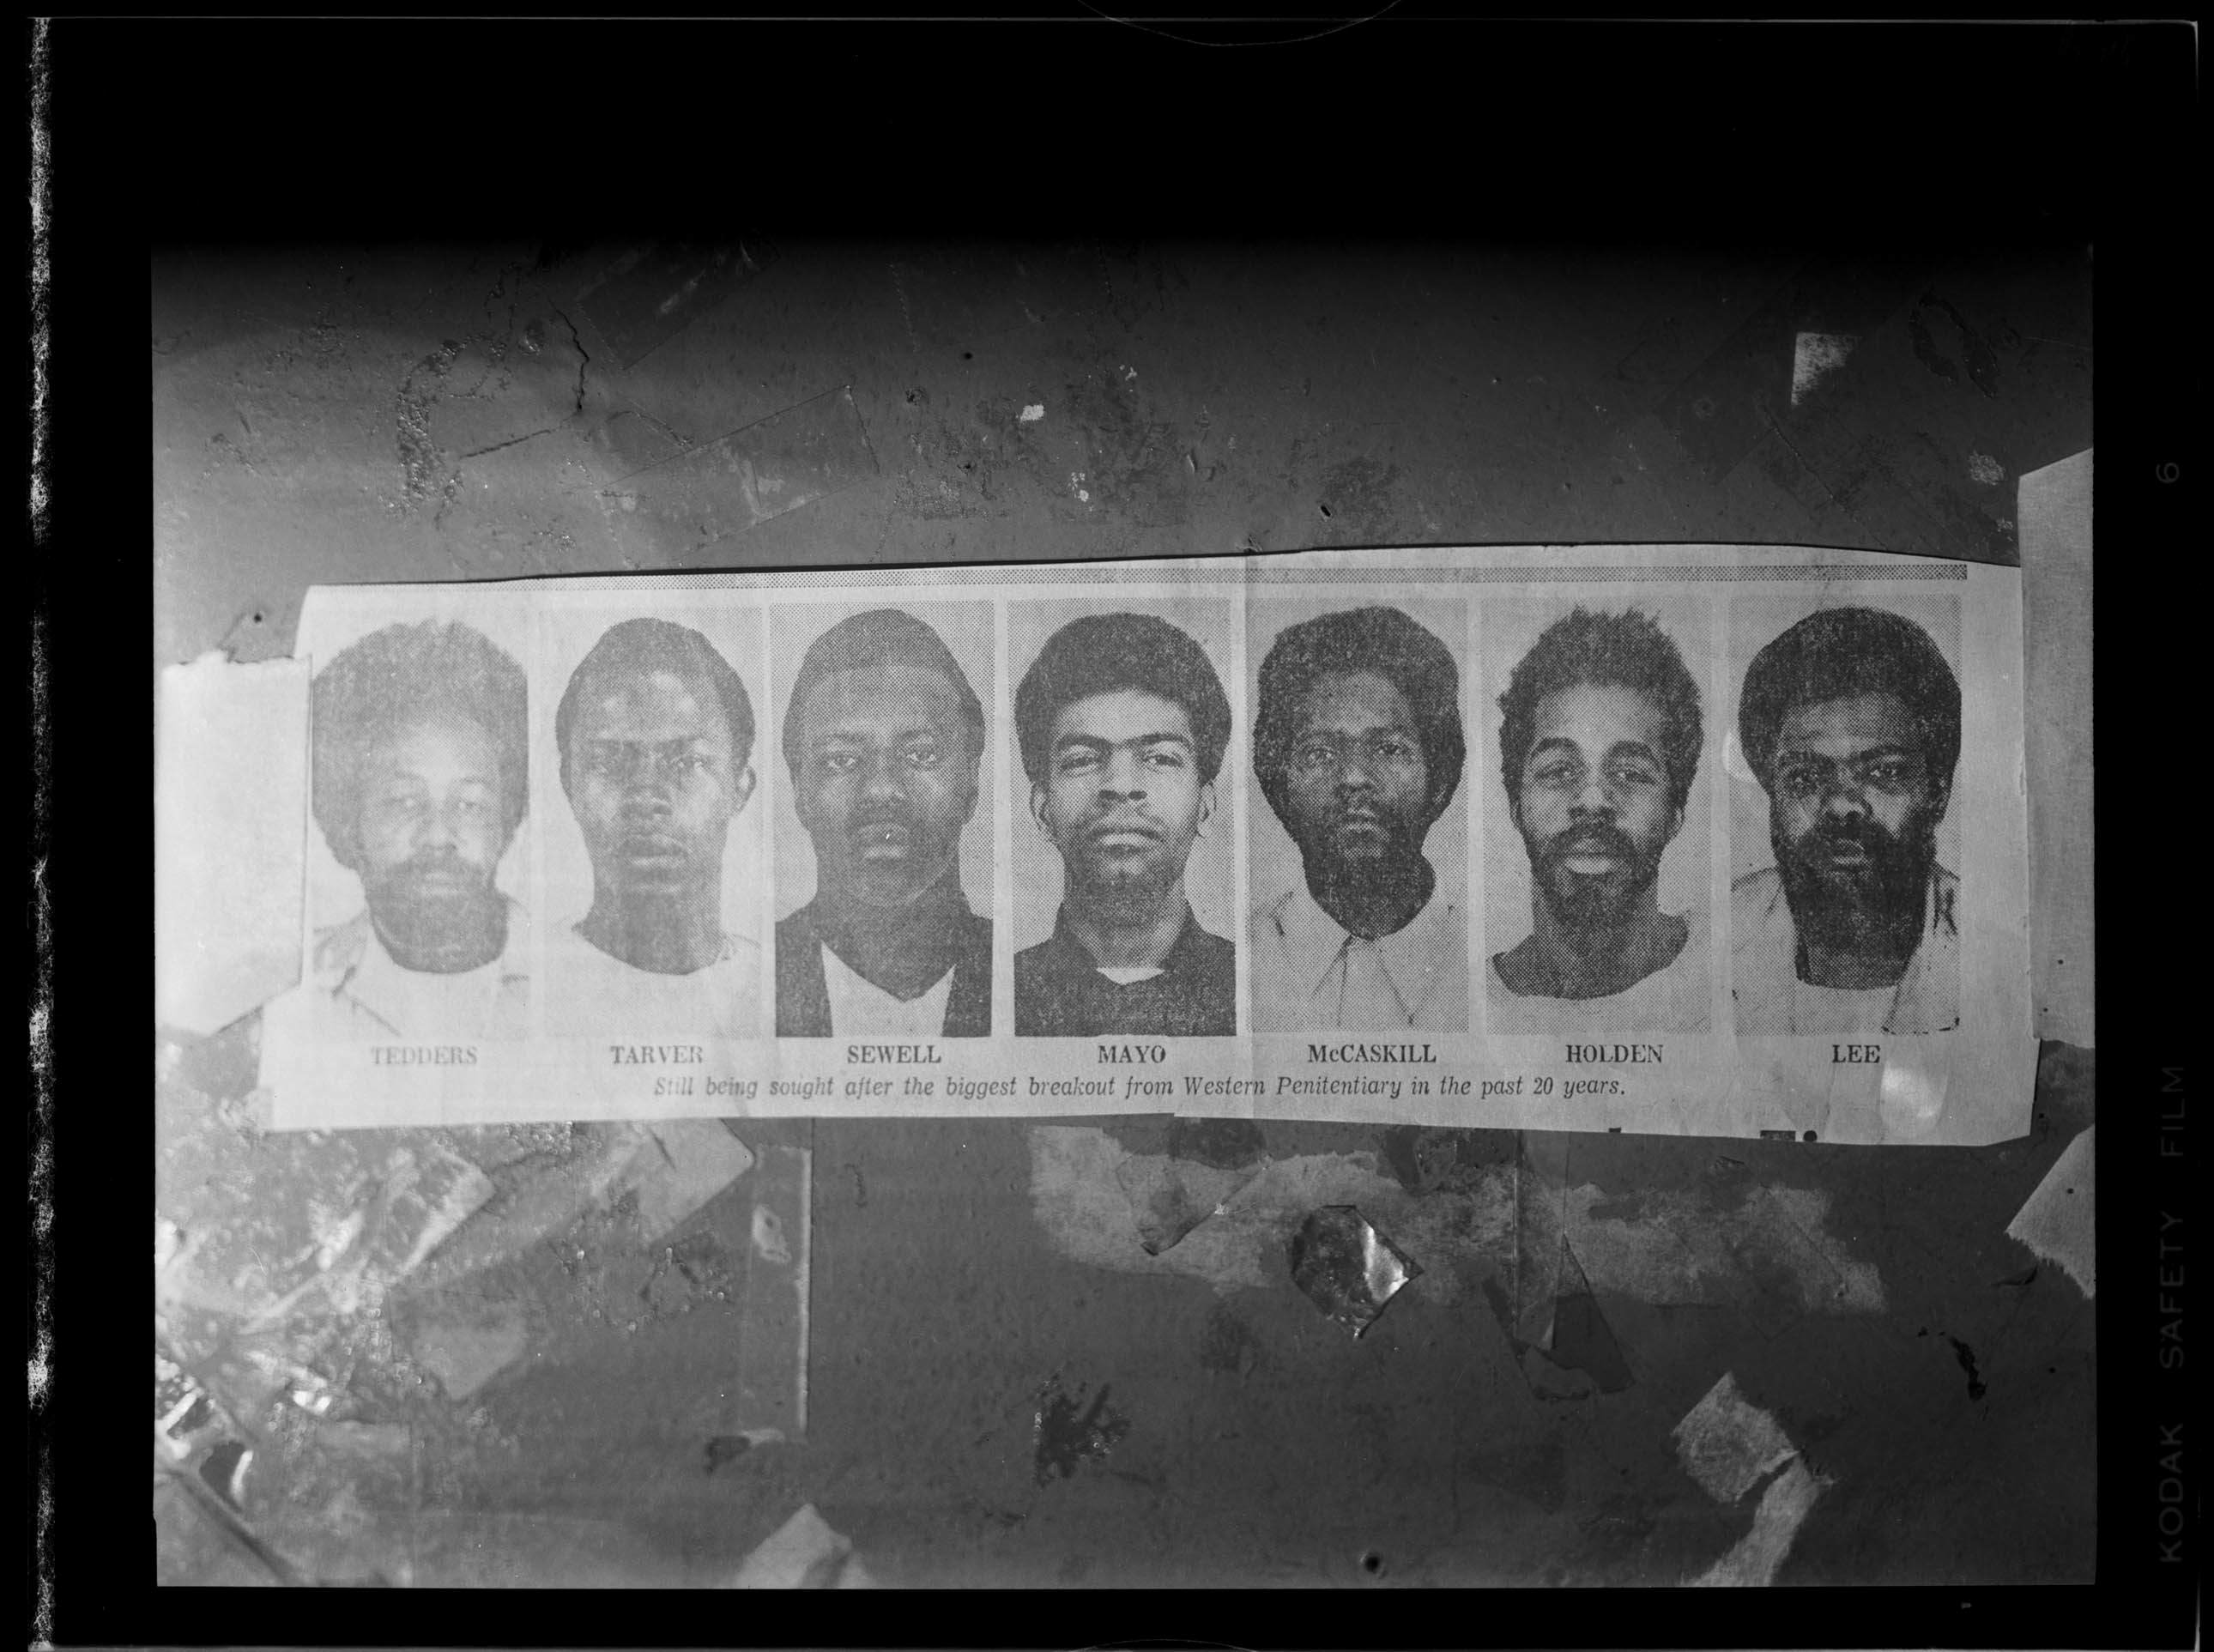 TEDDERS TARVER SEWELL MAYO McCASKILL HOLDEN LEE
Still being sought after the biggest breakout from Western Penitentiary in the past 20 years.
KODAK SAFETY FILM 6